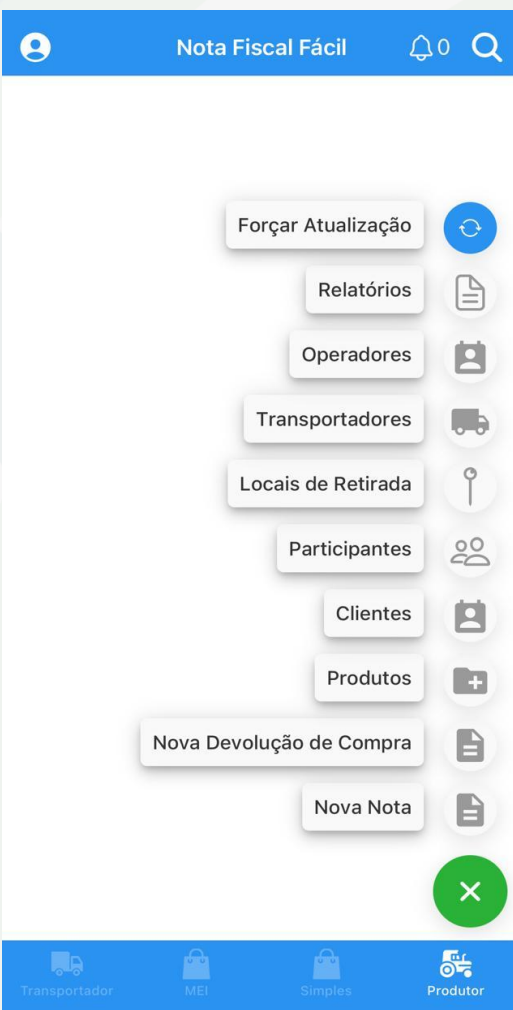 Nota Fiscal Fácil 0
Forçar Atualização
Relatórios
Operadores
Transportadores
Locais de Retirada
Participantes
Clientes
Produtos
Nova Devolução de Compra
Nova Nota
Transportador MEI Simples Produtor